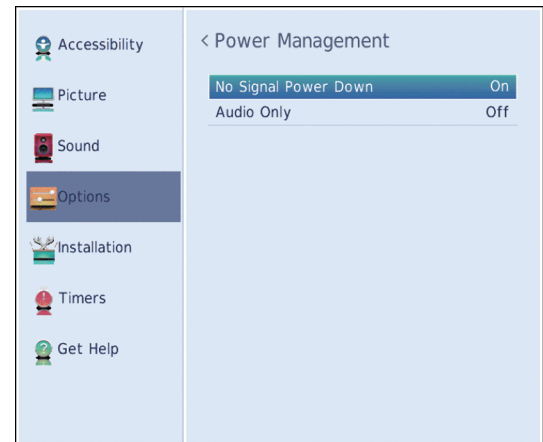 Accessibility
Picture
Sound
Options
Installation
Timers
Get Help
< Power Management
No Signal Power Down On
Audio Only Off